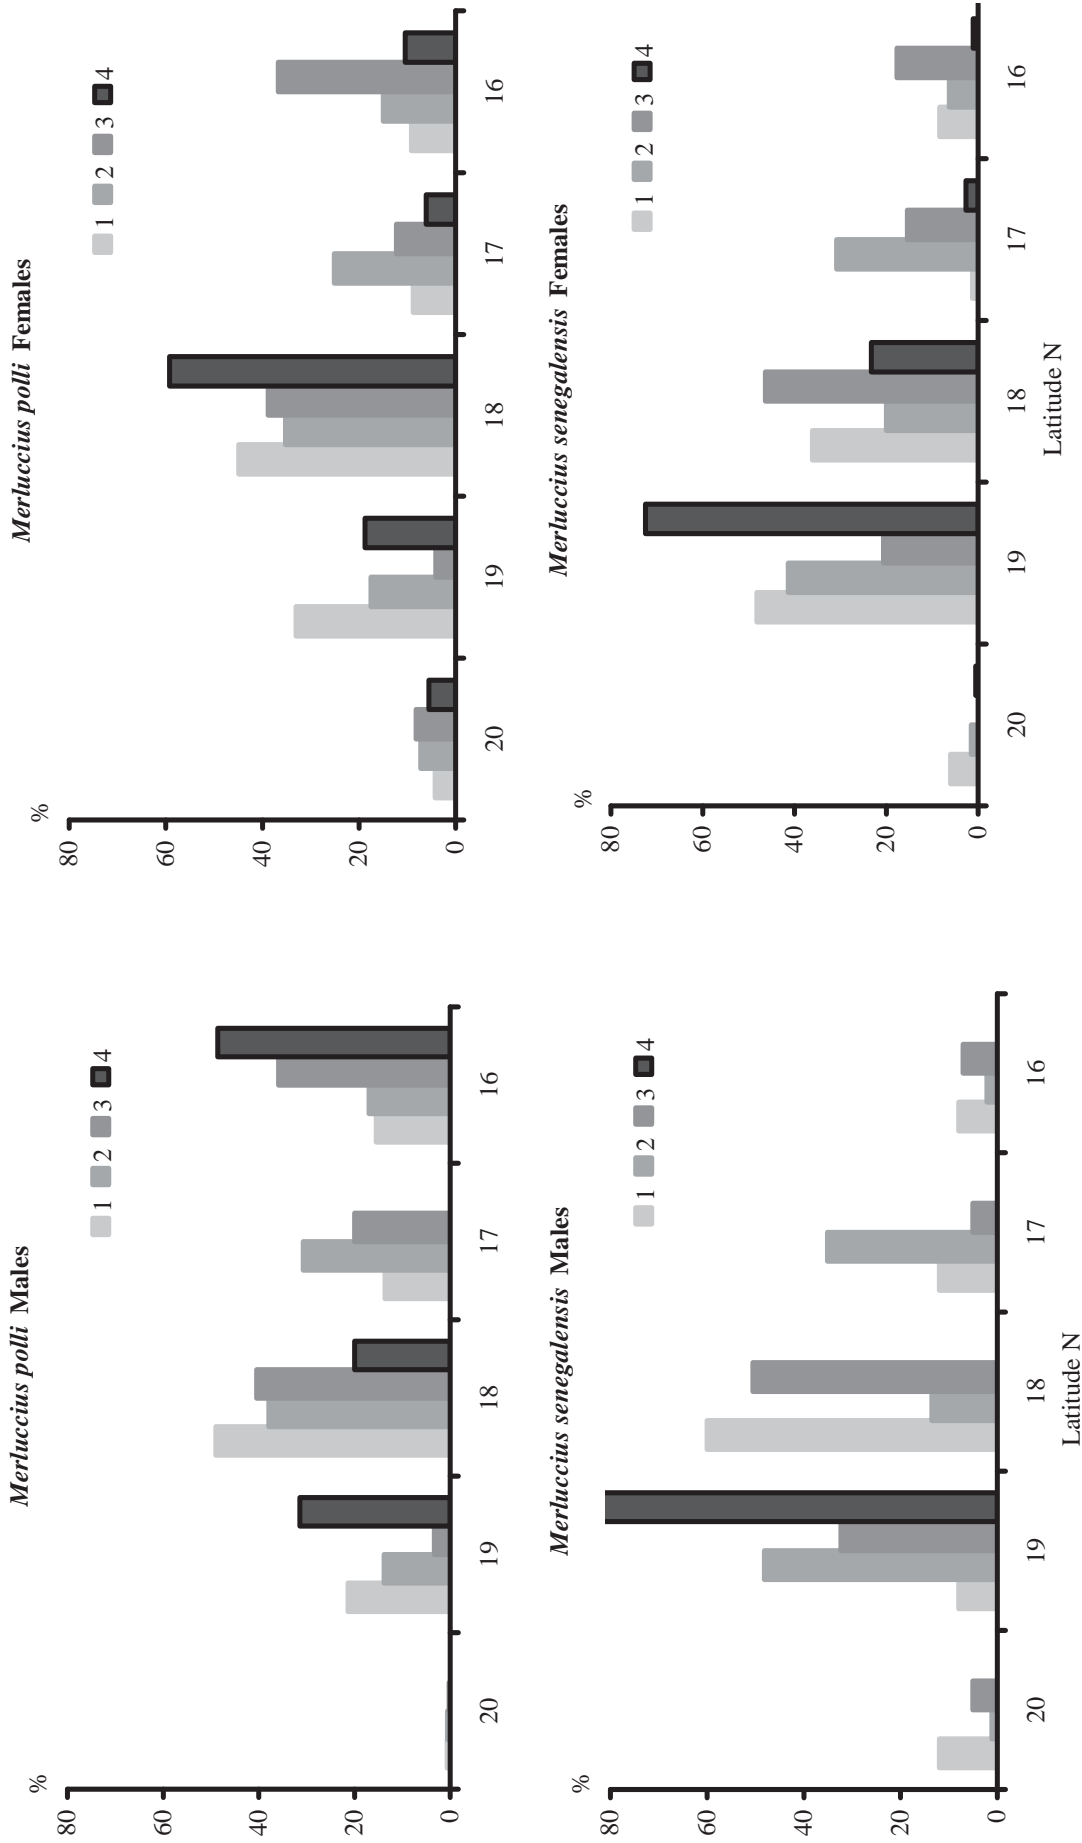 Merluccius polli Males
%
1 2 3 4
80
60
40
20
0
20 19 18 17 16
Merluccius polli Females
%
1 2 3 4
80
60
40
20
0
20 19 18 17 16
Merluccius senegalensis Males
%
1 2 3 4
80
60
40
20
0
20 19 18 17 16
Latitude N
Merluccius senegalensis Females
%
1 2 3 4
80
60
40
20
0
20 19 18 17 16
Latitude N